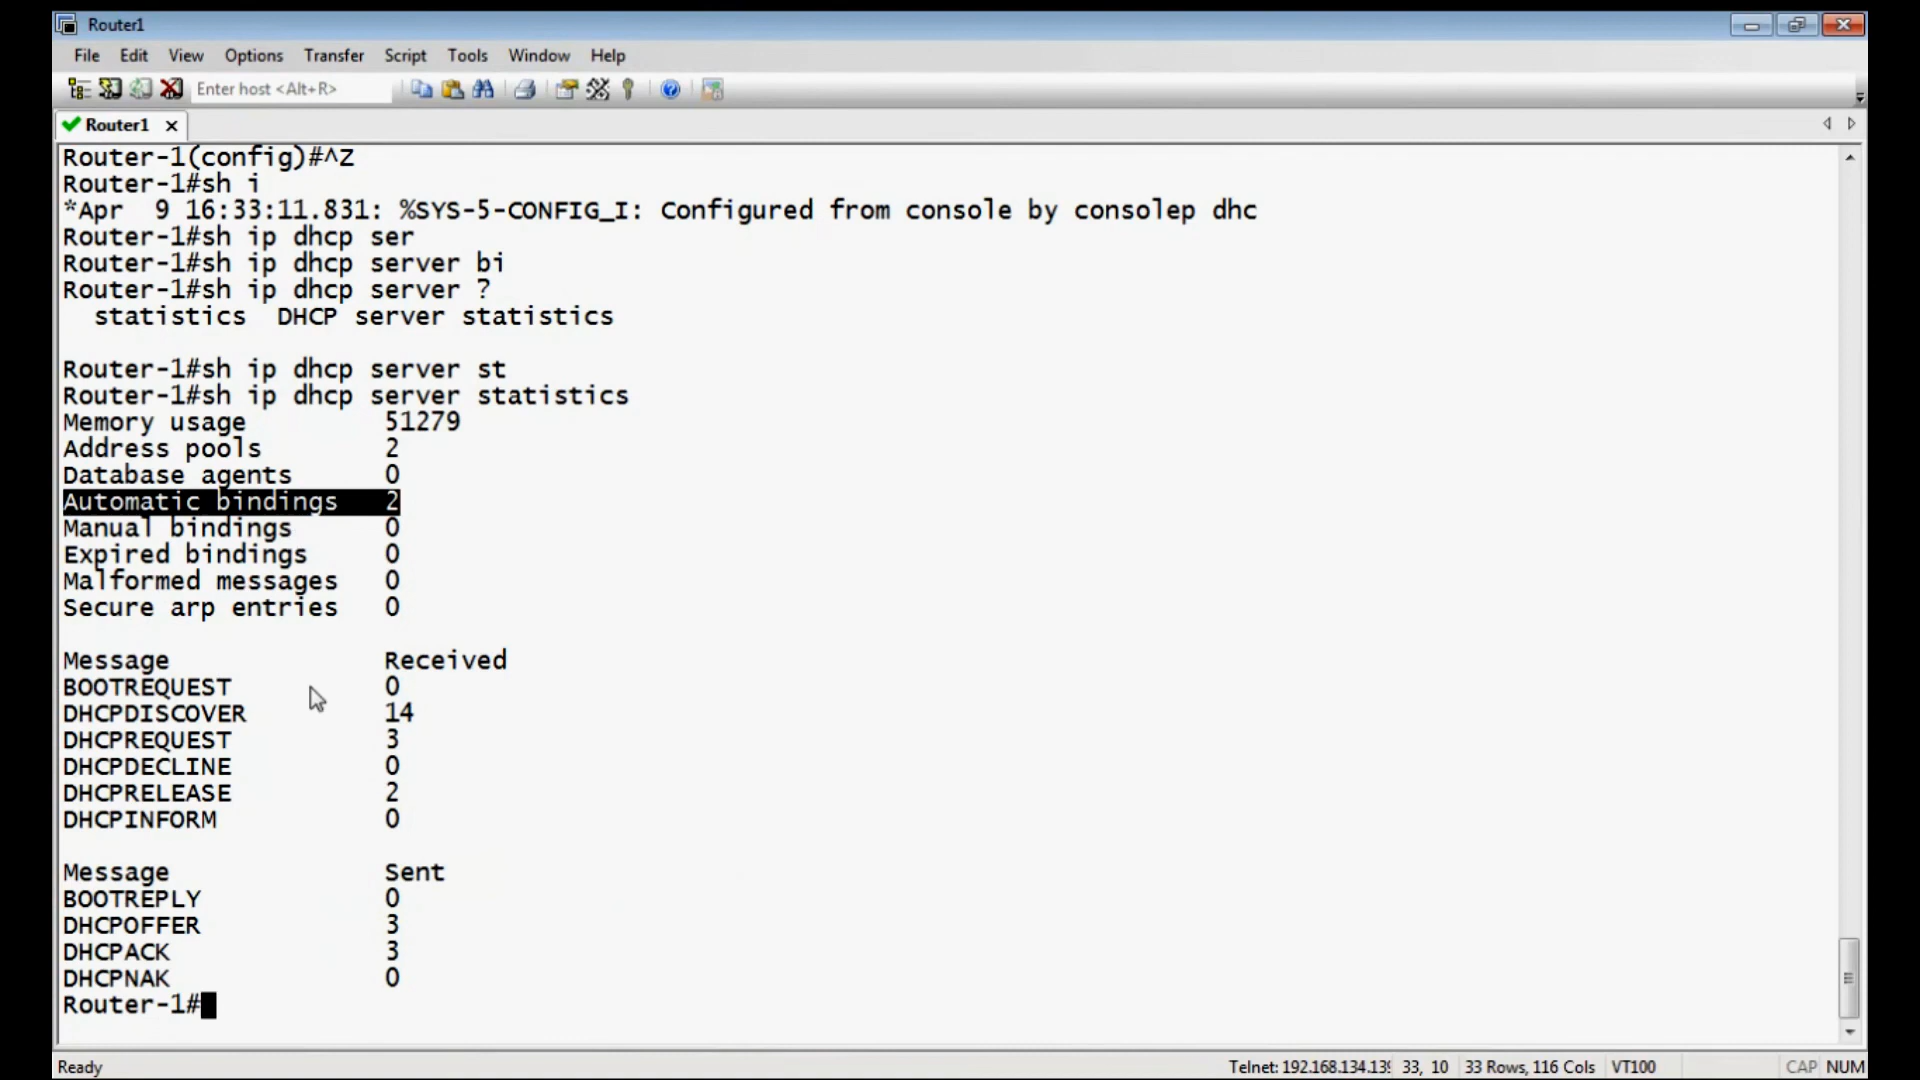 Router1
File Edit View Options Transfer Script Tools Window Help
Enter host <Alt+R>
Router1
Router-1(config)#^Z
Router-1#sh i
*Apr  9 16:33:11.831: %SYS-5-CONFIG_I: Configured from console by consolep dhc
Router-1#sh ip dhcp ser
Router-1#sh ip dhcp server bi
Router-1#sh ip dhcp server ?
  statistics  DHCP server statistics
Router-1#sh ip dhcp server st
Router-1#sh ip dhcp server statistics
Memory usage         51279
Address pools        2
Database agents      0
Automatic bindings   2
Manual bindings      0
Expired bindings     0
Malformed messages   0
Secure arp entries   0
Message              Received
BOOTREQUEST          0
DHCPDISCOVER         14
DHCPREQUEST          3
DHCPDECLINE          0
DHCPRELEASE          2
DHCPINFORM           0
Message              Sent
BOOTREPLY            0
DHCPOFFER            3
DHCPACK              3
DHCPNAK              0
Router-1#
Ready Telnet: 192.168.134.139 33, 10 33 Rows, 116 Cols VT100 CAP NUM